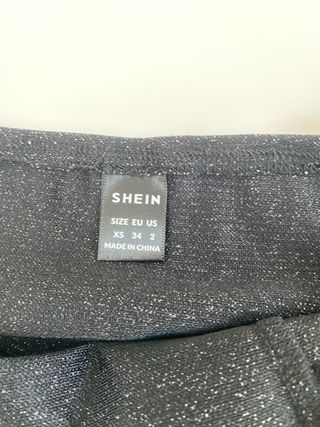 SHEIN
SIZE EU US
XS 34 2
MADE IN CHINA